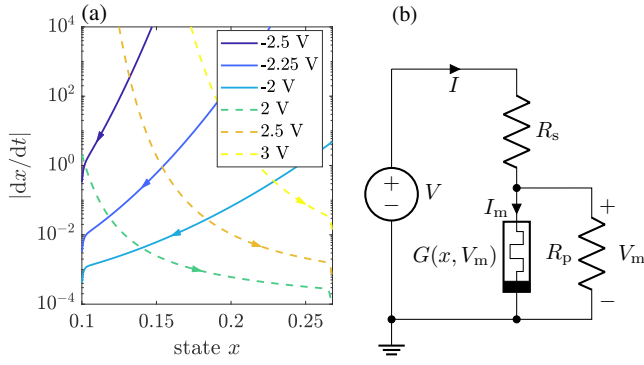 (a)
(b)
|dx/dt|
10^4
10^2
10^0
10^-2
10^-4
-2.5 V
-2.25 V
-2 V
2 V
2.5 V
3 V
0.1
0.15
0.2
0.25
state x
I
R_s
V
+
−
I_m
G(x, V_m)
R_p
+
V_m
−